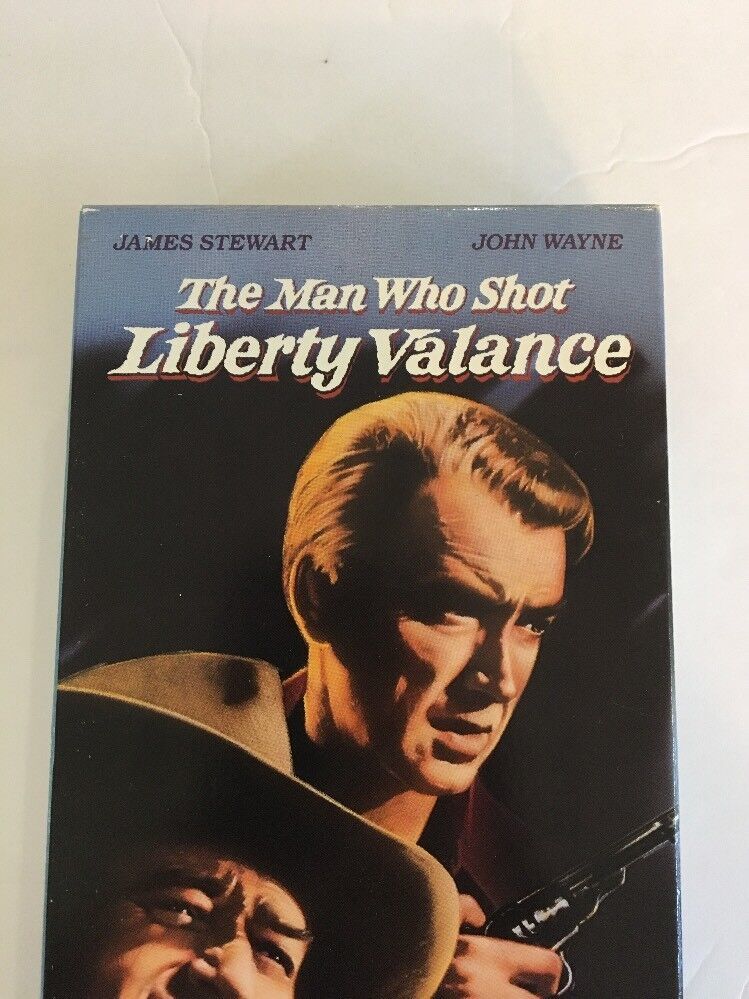 JAMES STEWART JOHN WAYNE
The Man Who Shot
Liberty Valance